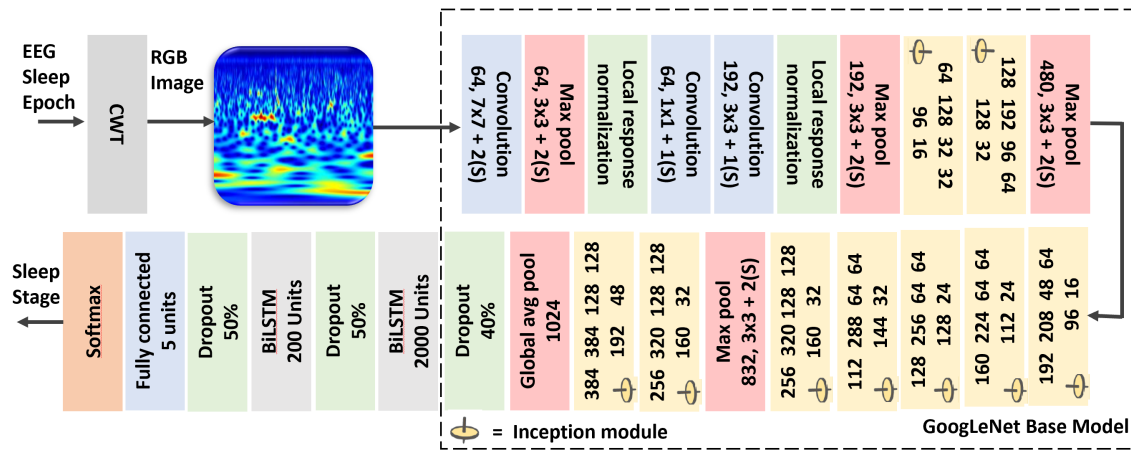 EEG
Sleep
Epoch
CWT
RGB
Image
Convolution
64, 7x7 + 2(S)
Max pool
64, 3x3 + 2(S)
Local response
normalization
Convolution
64, 1x1 + 1(S)
Convolution
192, 3x3 + 1(S)
Local response
normalization
Max pool
192, 3x3 + 2(S)
64 128 32 32
96 16
128 192 96 64
128 32
Max pool
480, 3x3 + 2(S)
192 208 48 64
96 16
160 224 64 64
112 24
128 256 64 64
128 24
112 288 64 64
144 32
256 320 128 128
160 32
Max pool
832, 3x3 + 2(S)
256 320 128 128
160 32
384 384 128 128
192 48
Global avg pool
1024
Dropout
40%
BiLSTM
2000 Units
Dropout
50%
BiLSTM
200 Units
Dropout
50%
Fully connected
5 units
Softmax
Sleep
Stage
= Inception module
GoogLeNet Base Model